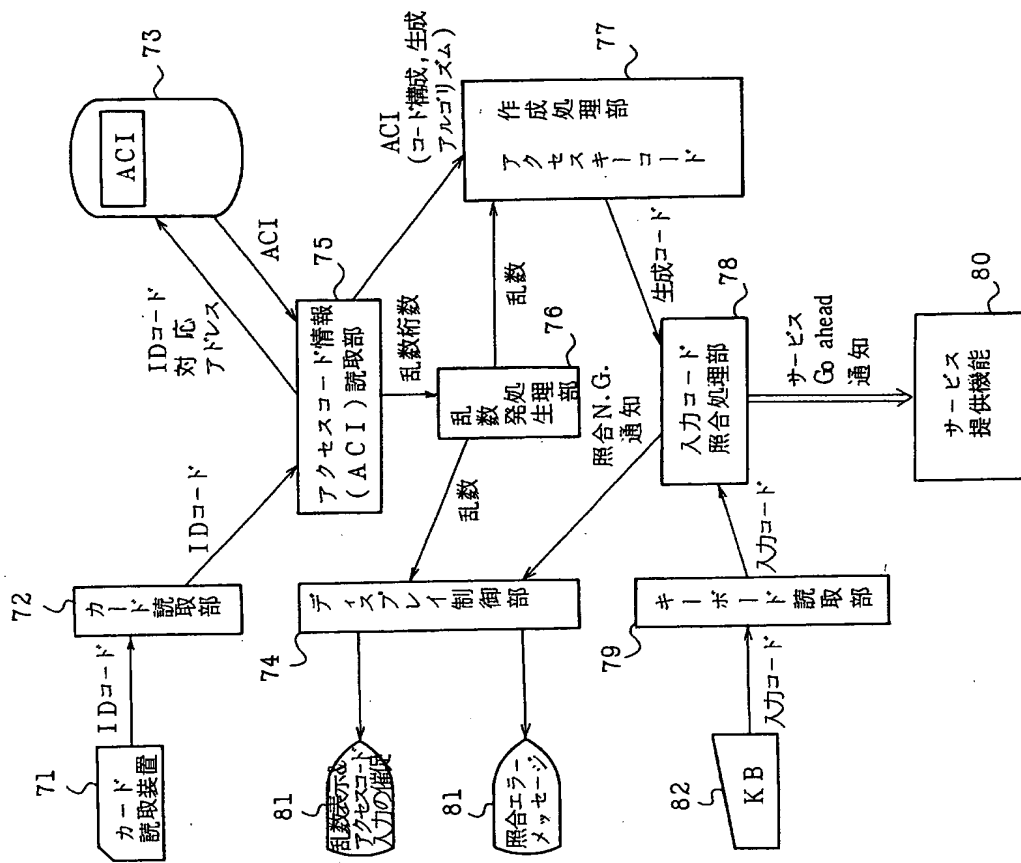 71
カード
読取装置
IDコード
72
カード読取部
IDコード
IDコード
対応
アドレス
73
ACI
ACI
75
アクセスコード情報
(ACI)読取部
乱数桁数
ACI
(コード構成,生成
アルゴリズム)
77
アクセスキーコード
作成処理部
76
乱数
発生
処理部
乱数
乱数
74
ディスプレイ制御部
81
乱数表示&
アクセスコード
入力の催促
81
照合エラー
メッセージ
照合N.G.
通知
生成コード
78
入力コード
照合処理部
サービス
Go ahead
通知
80
サービス
提供機能
82
KB
入力コード
79
キーボード読取部
入力コード